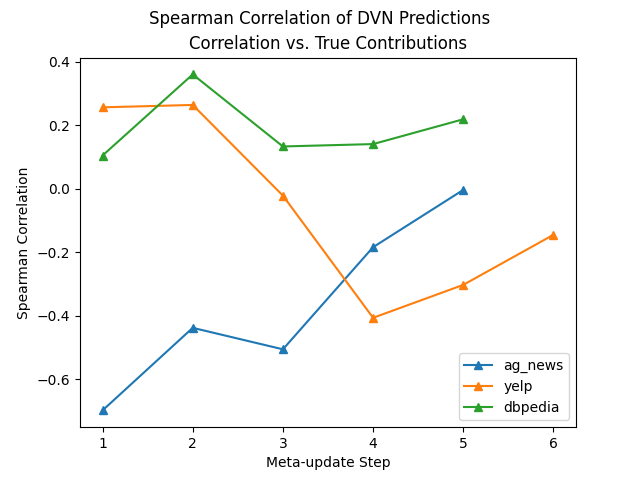 Spearman Correlation of DVN Predictions
Correlation vs. True Contributions
0.4
0.2
0.0
−0.2
−0.4
−0.6
Spearman Correlation
1 2 3 4 5 6
Meta-update Step
ag_news
yelp
dbpedia